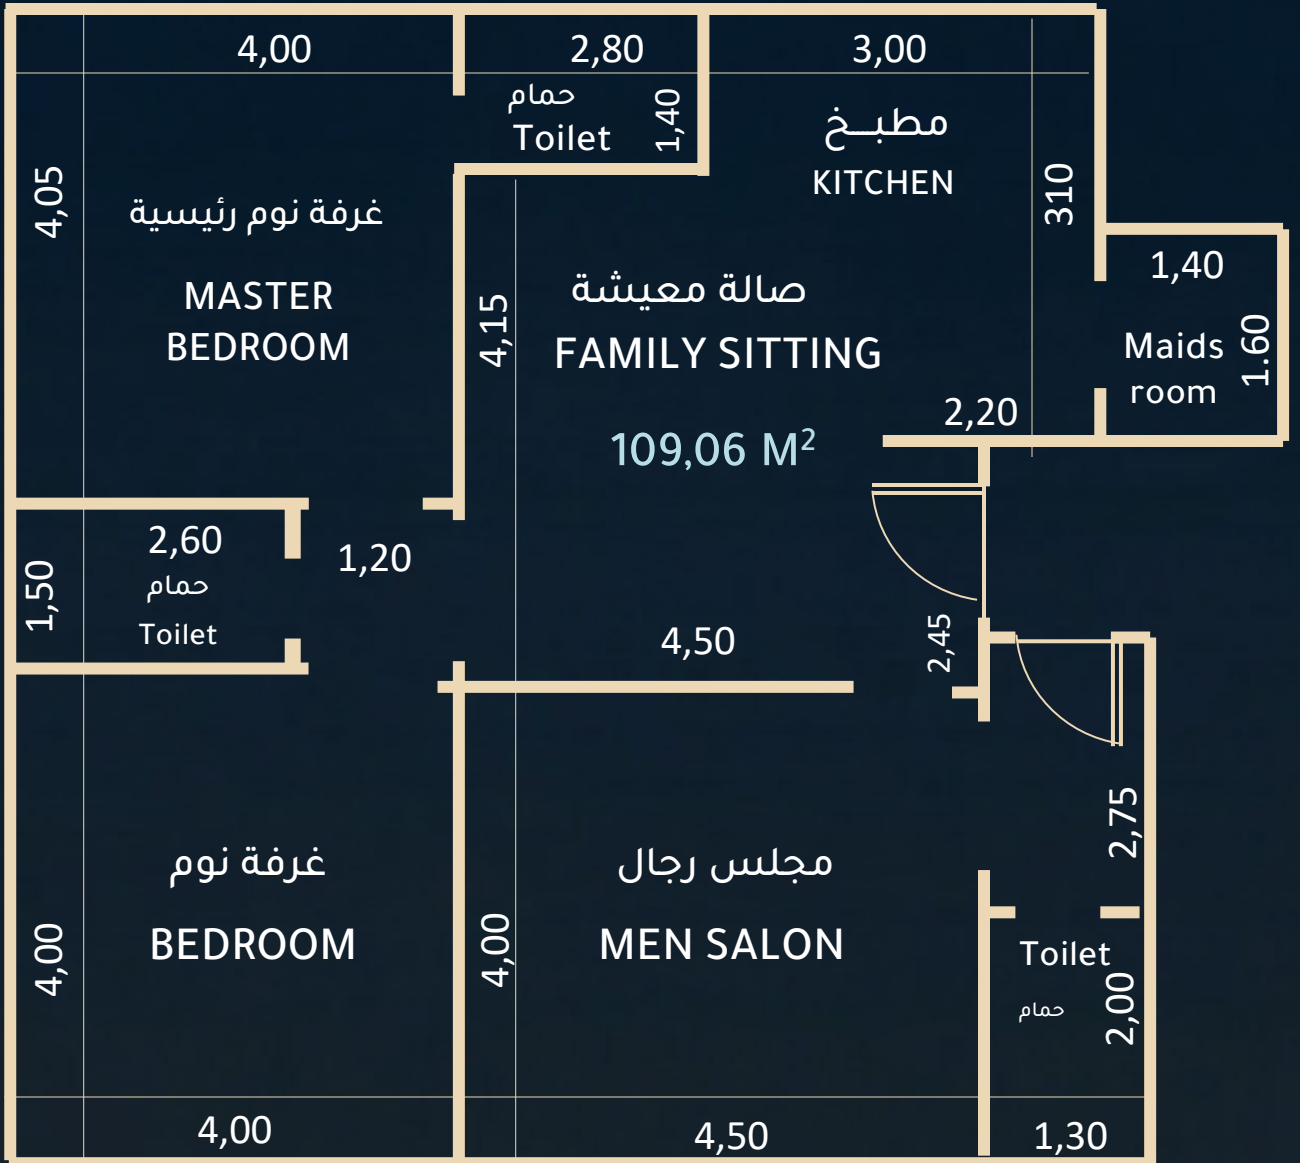 4,00
2,80
3,00
حمام
Toilet
1,40
مطبــخ
KITCHEN
310
4,05
غرفة نوم رئيسية
MASTER
BEDROOM
4,15
صالة معيشة
FAMILY SITTING
109,06 M²
1,40
Maids
room
1.60
2,20
2,60
حمام
Toilet
1,50
1,20
4,50
2,45
2,75
غرفة نوم
BEDROOM
4,00
مجلس رجال
MEN SALON
4,00
Toilet
حمام
2,00
4,00
4,50
1,30